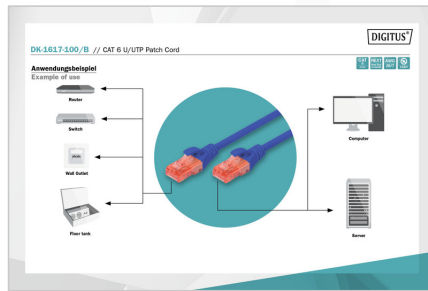 DIGITUS®
DK-1617-100/B // CAT 6 U/UTP Patch Cord
Anwendungsbeispiel
Example of use
Router
Switch
Wall Outlet
Floor tank
Computer
Server